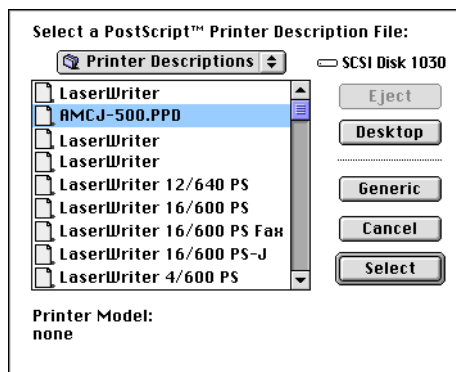 Select a PostScript™ Printer Description File:
Printer Descriptions
SCSI Disk 1030
LaserWriter
AMCJ-500.PPD
LaserWriter
LaserWriter
LaserWriter 12/640 PS
LaserWriter 16/600 PS
LaserWriter 16/600 PS Fax
LaserWriter 16/600 PS-J
LaserWriter 4/600 PS
Eject
Desktop
Generic
Cancel
Select
Printer Model:
none